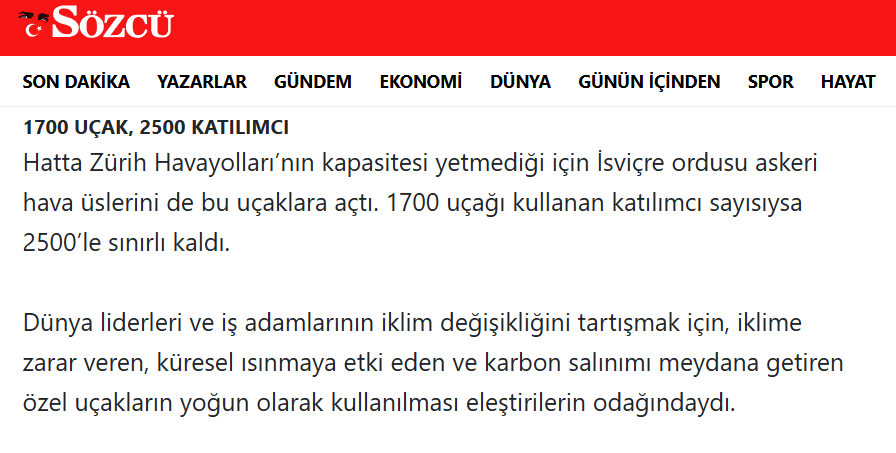 SÖZCÜ
SON DAKİKA YAZARLAR GÜNDEM EKONOMİ DÜNYA GÜNÜN İÇİNDEN SPOR HAYAT
1700 UÇAK, 2500 KATILIMCI
Hatta Zürih Havayolları’nın kapasitesi yetmediği için İsviçre ordusu askeri
hava üslerini de bu uçaklara açtı. 1700 uçağı kullanan katılımcı sayısıysa
2500’le sınırlı kaldı.
Dünya liderleri ve iş adamlarının iklim değişikliğini tartışmak için, iklime
zarar veren, küresel ısınmaya etki eden ve karbon salınımı meydana getiren
özel uçakların yoğun olarak kullanılması eleştirilerin odağındaydı.